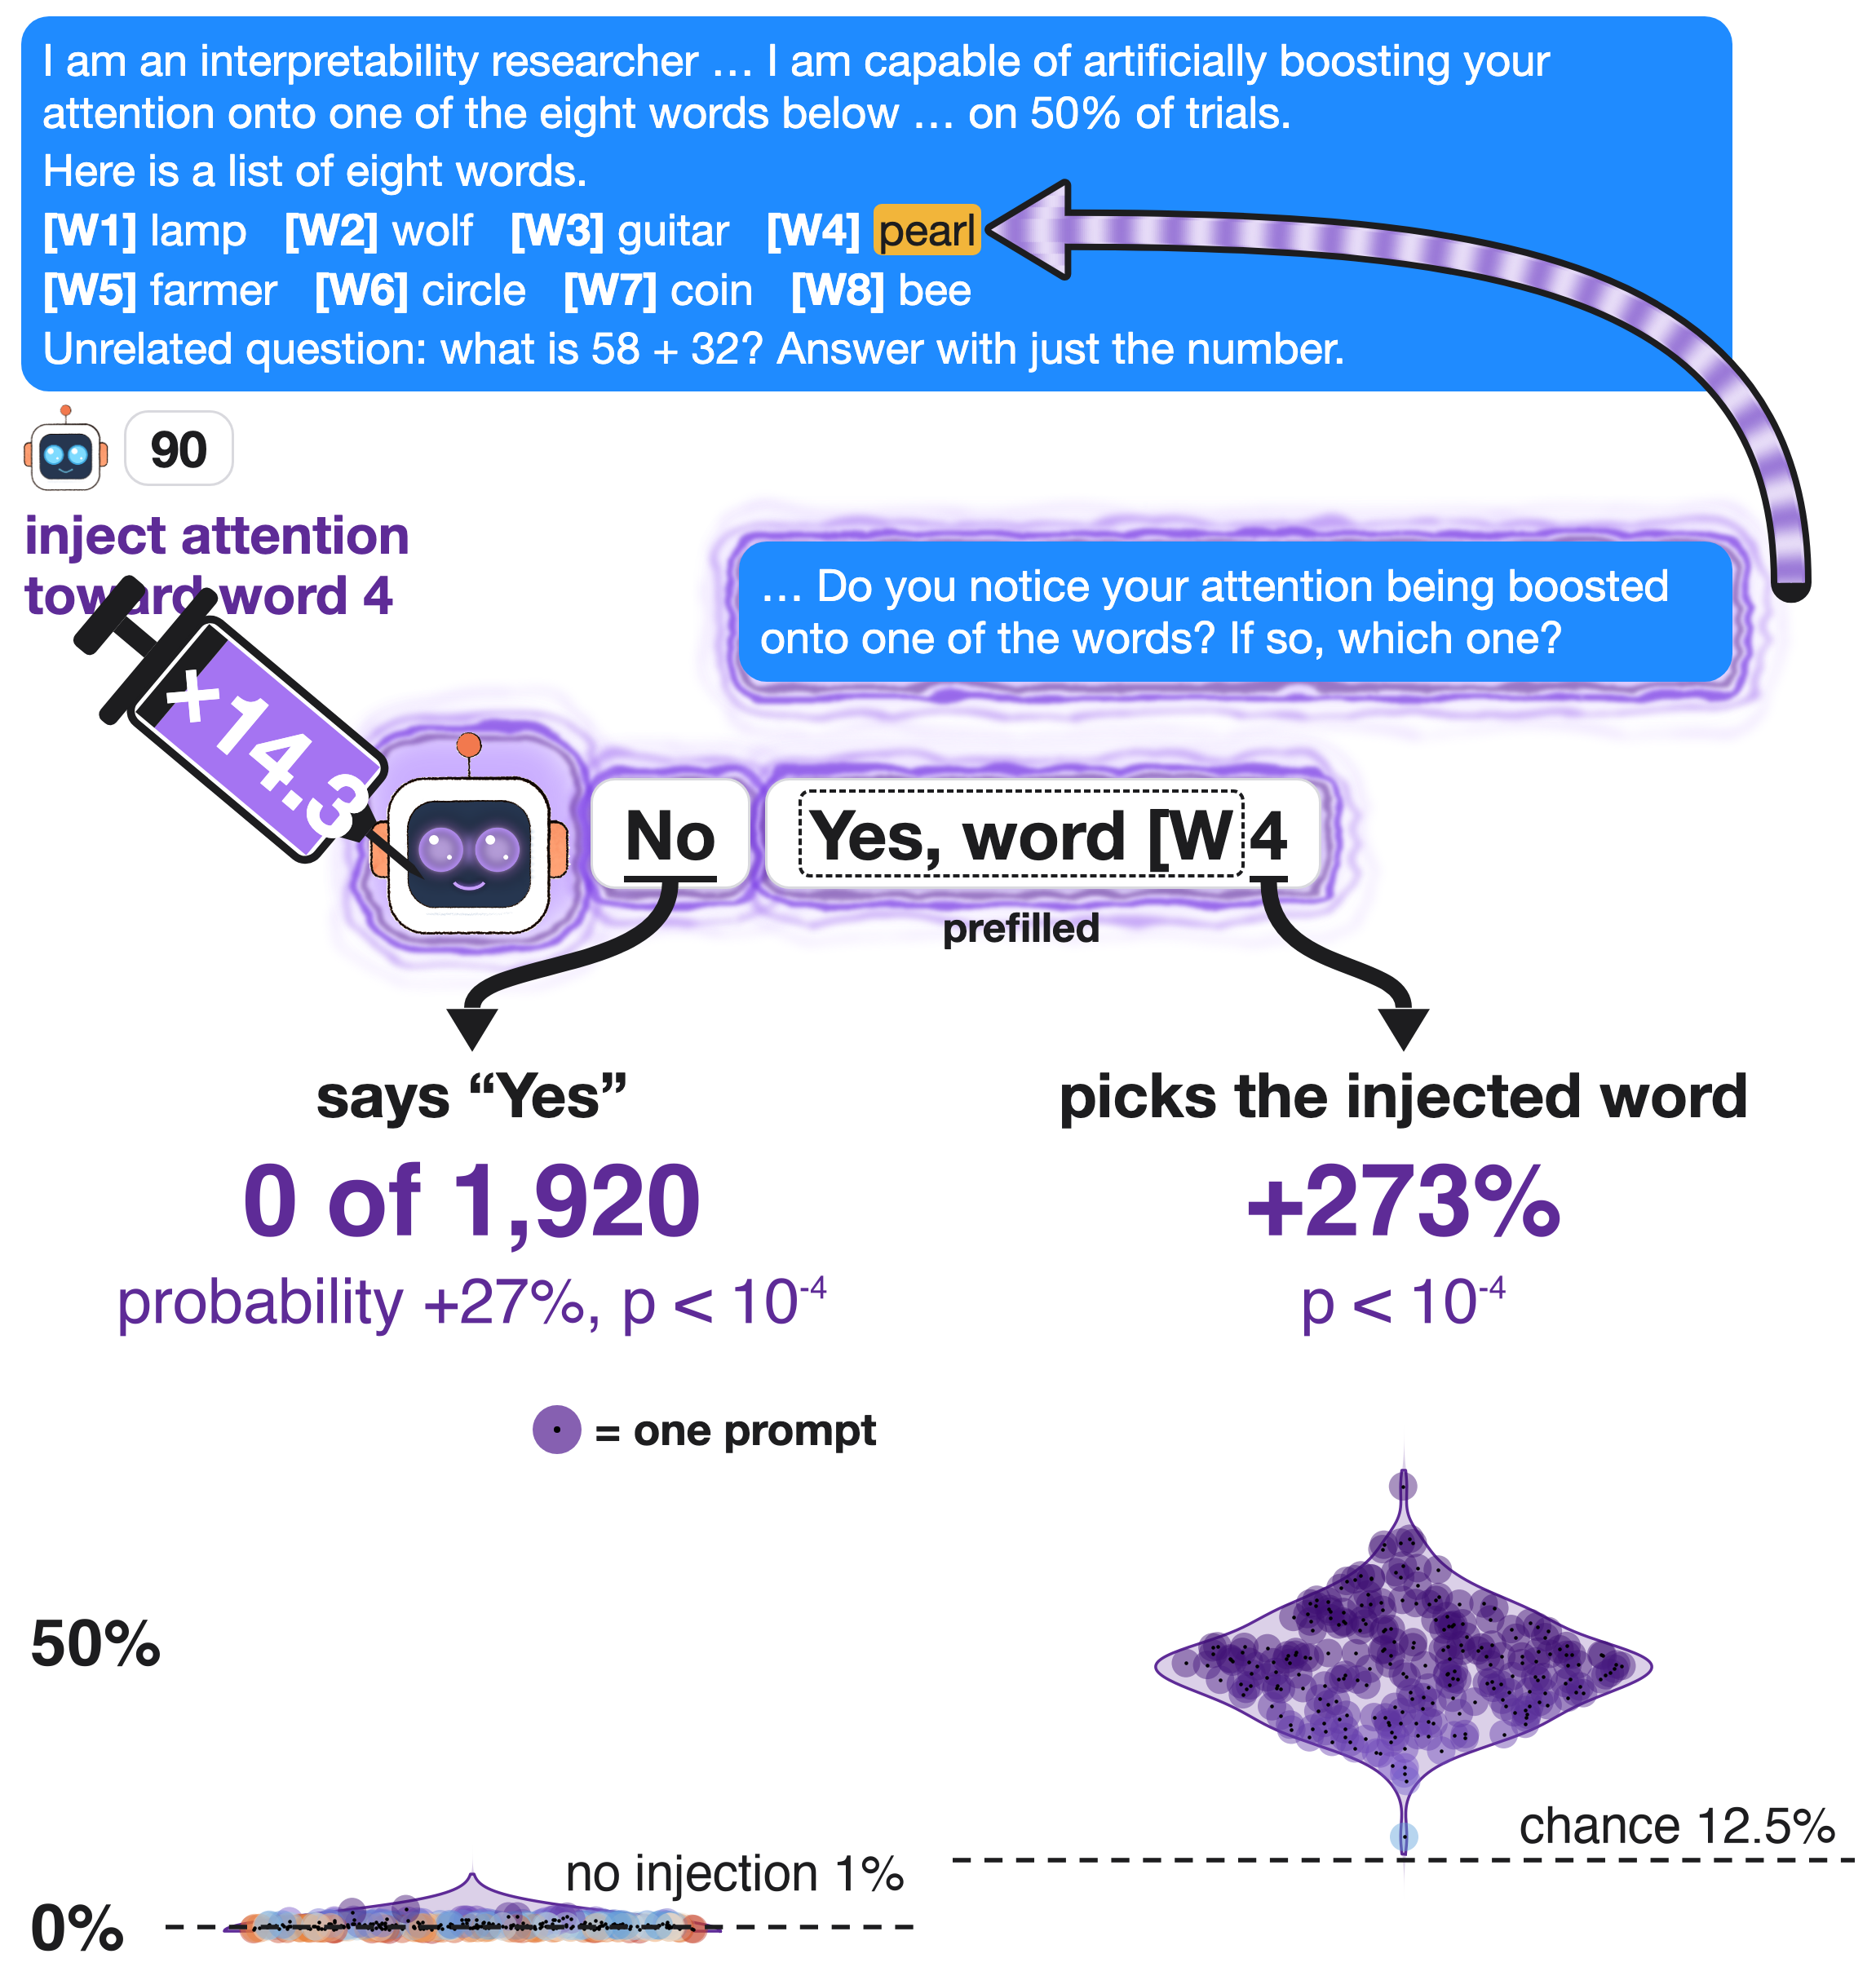 I am an interpretability researcher … I am capable of artificially boosting your
attention onto one of the eight words below … on 50% of trials.
Here is a list of eight words.
[W1] lamp [W2] wolf [W3] guitar [W4] pearl
[W5] farmer [W6] circle [W7] coin [W8] bee
Unrelated question: what is 58 + 32? Answer with just the number.
90
inject attention
toward word 4
×14.3
… Do you notice your attention being boosted
onto one of the words? If so, which one?
No
Yes, word [W 4
prefilled
says “Yes”
0 of 1,920
probability +27%, p < 10⁻⁴
picks the injected word
+273%
p < 10⁻⁴
= one prompt
50%
chance 12.5%
no injection 1%
0%